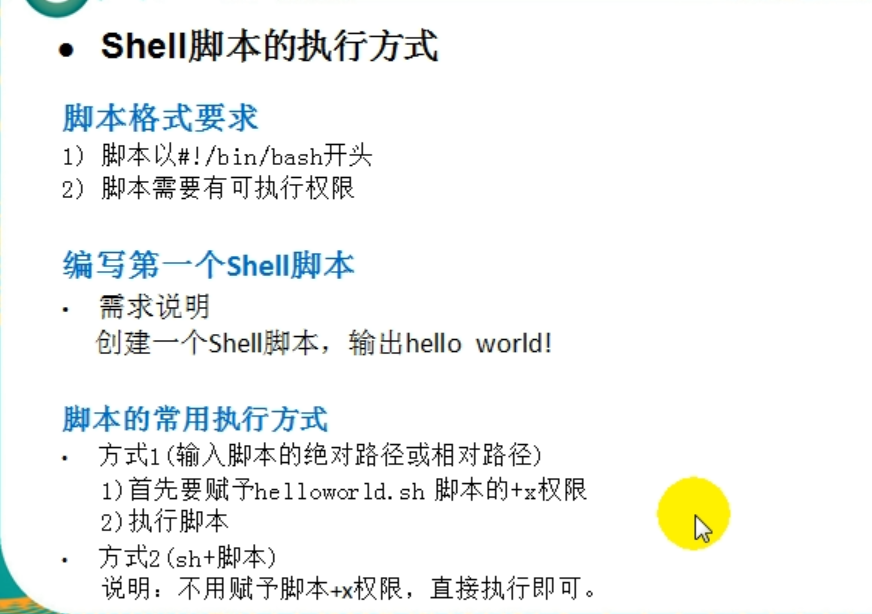 ● Shell脚本的执行方式
脚本格式要求
1) 脚本以#!/bin/bash开头
2) 脚本需要有可执行权限
编写第一个Shell脚本
· 需求说明
创建一个Shell脚本，输出hello world!
脚本的常用执行方式
· 方式1(输入脚本的绝对路径或相对路径)
1)首先要赋予helloworld.sh 脚本的+x权限
2)执行脚本
· 方式2(sh+脚本)
说明：不用赋予脚本+x权限，直接执行即可。